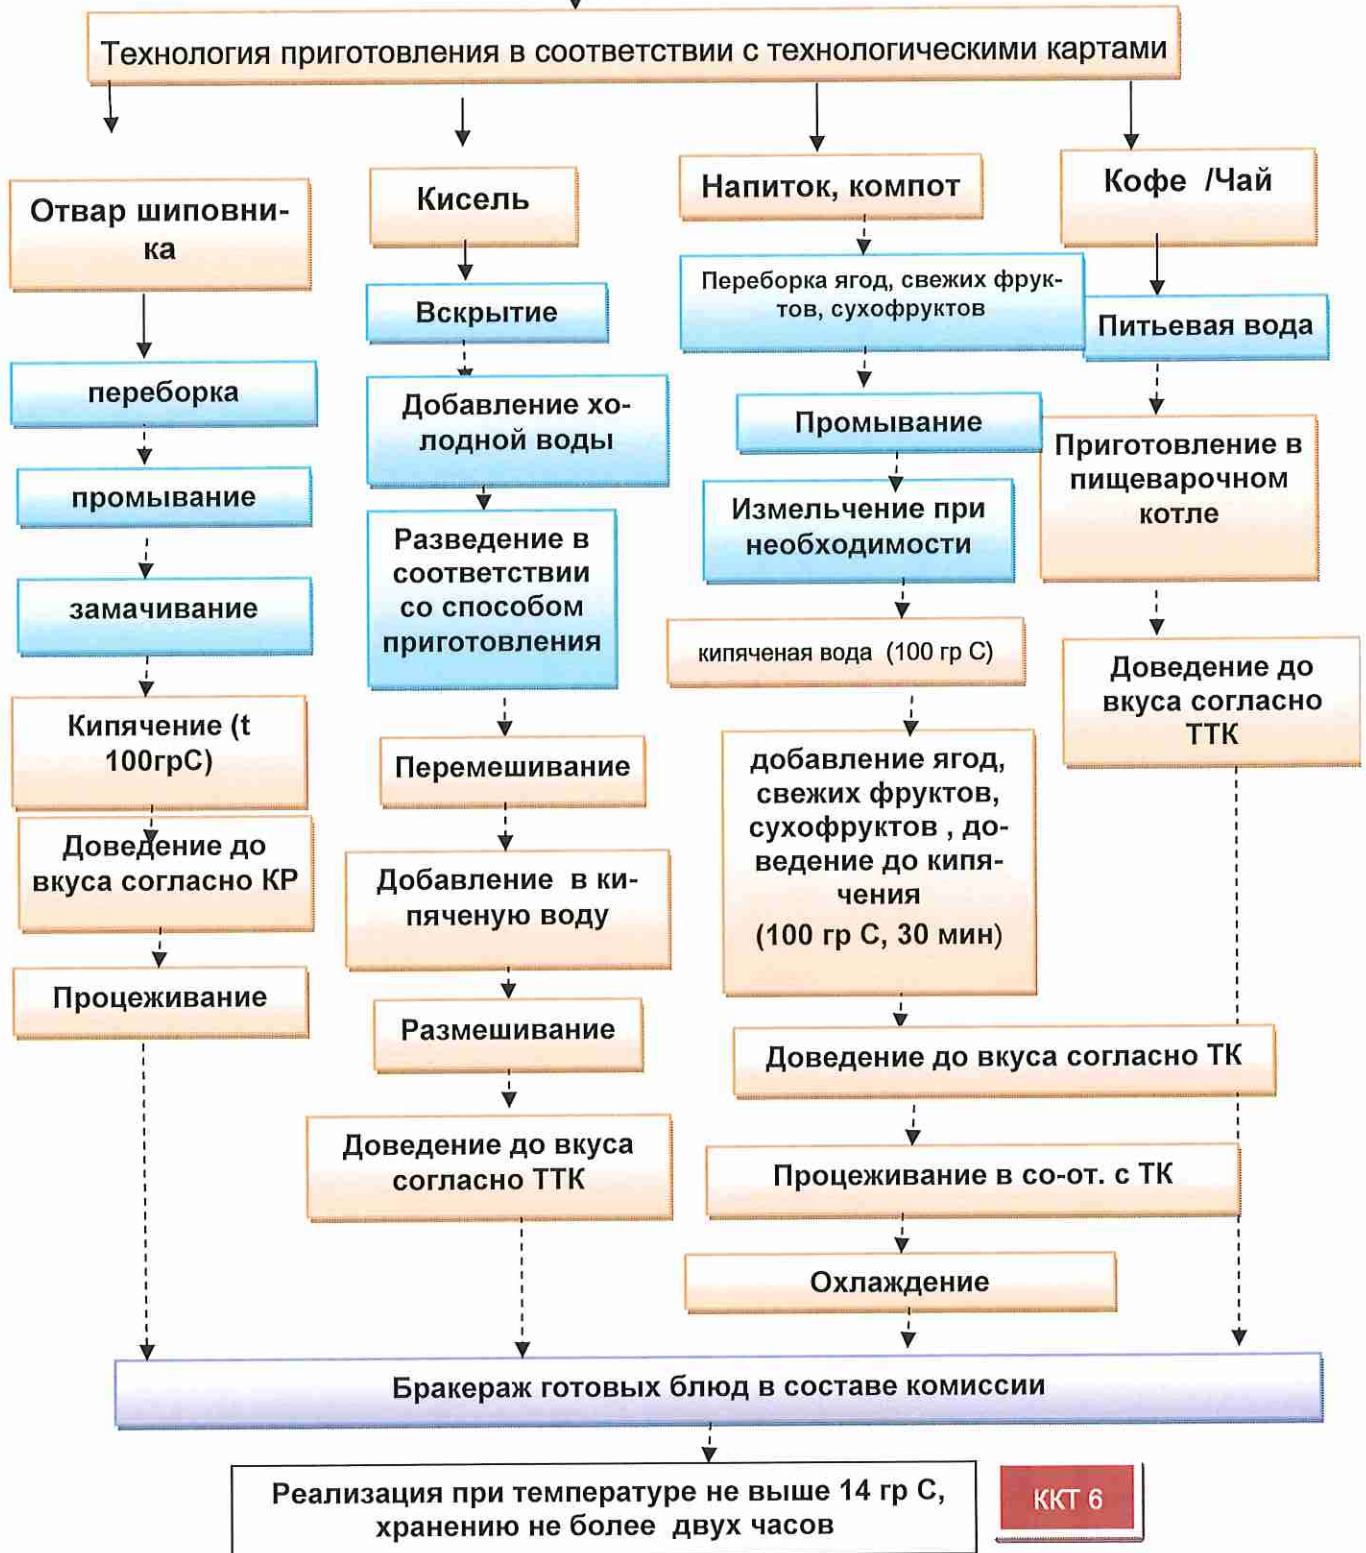 Технология приготовления в соответствии с технологическими картами
Отвар шиповни-
ка
переборка
промывание
замачивание
Кипячение (t
100грС)
Доведение до
вкуса согласно КР
Процеживание
Кисель
Вскрытие
Добавление хо-
лодной воды
Разведение в
соответствии
со способом
приготовления
Перемешивание
Добавление в ки-
пяченую воду
Размешивание
Доведение до вкуса
согласно ТТК
Напиток, компот
Переборка ягод, свежих фрук-
тов, сухофруктов
Промывание
Измельчение при
необходимости
кипяченая вода (100 гр С)
добавление ягод,
свежих фруктов,
сухофруктов , до-
ведение до кипя-
чения
(100 гр С, 30 мин)
Доведение до вкуса согласно ТК
Процеживание в со-от. с ТК
Охлаждение
Кофе /Чай
Питьевая вода
Приготовление в
пищеварочном
котле
Доведение до
вкуса согласно
ТТК
Бракераж готовых блюд в составе комиссии
Реализация при температуре не выше 14 гр С,
хранению не более двух часов
ККТ 6